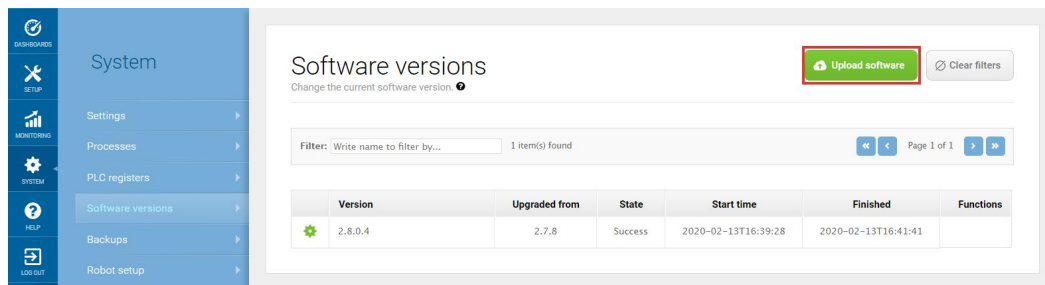 DASHBOARDS
SETUP
MONITORING
SYSTEM
HELP
LOG OUT
System
Settings
Processes
PLC registers
Software versions
Backups
Robot setup
Software versions
Change the current software version. ?
Upload software
Clear filters
Filter: Write name to filter by... 1 item(s) found
« < Page 1 of 1 > »
Version Upgraded from State Start time Finished Functions
2.8.0.4 2.7.8 Success 2020-02-13T16:39:28 2020-02-13T16:41:41